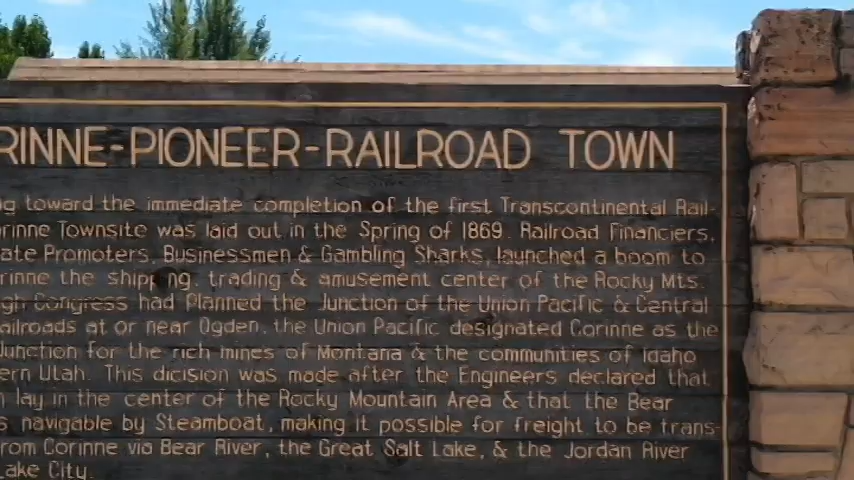 RINNE-PIONEER-RAILROAD TOWN
toward the immediate completion of the first Transcontinental Rail-
rinne Townsite was laid out in the Spring of 1869. Railroad Financiers,
ate Promoters, Businessmen & Gambling Sharks, launched a boom to
rinne the shipping, trading & amusement center of the Rocky Mts.
gh Congress had planned the Junction of the Union Pacific & Central
Railroads at or near Ogden, the Union Pacific designated Corinne as the
Junction for the rich mines of Montana & the communities of Idaho
ern Utah. This dicision was made after the Engineers declared that
lay in the center of the Rocky Mountain Area & that the Bear
s navigable by Steamboat, making it possible for freight to be trans-
rom Corinne via Bear River, the Great Salt Lake, & the Jordan River
Lake City.